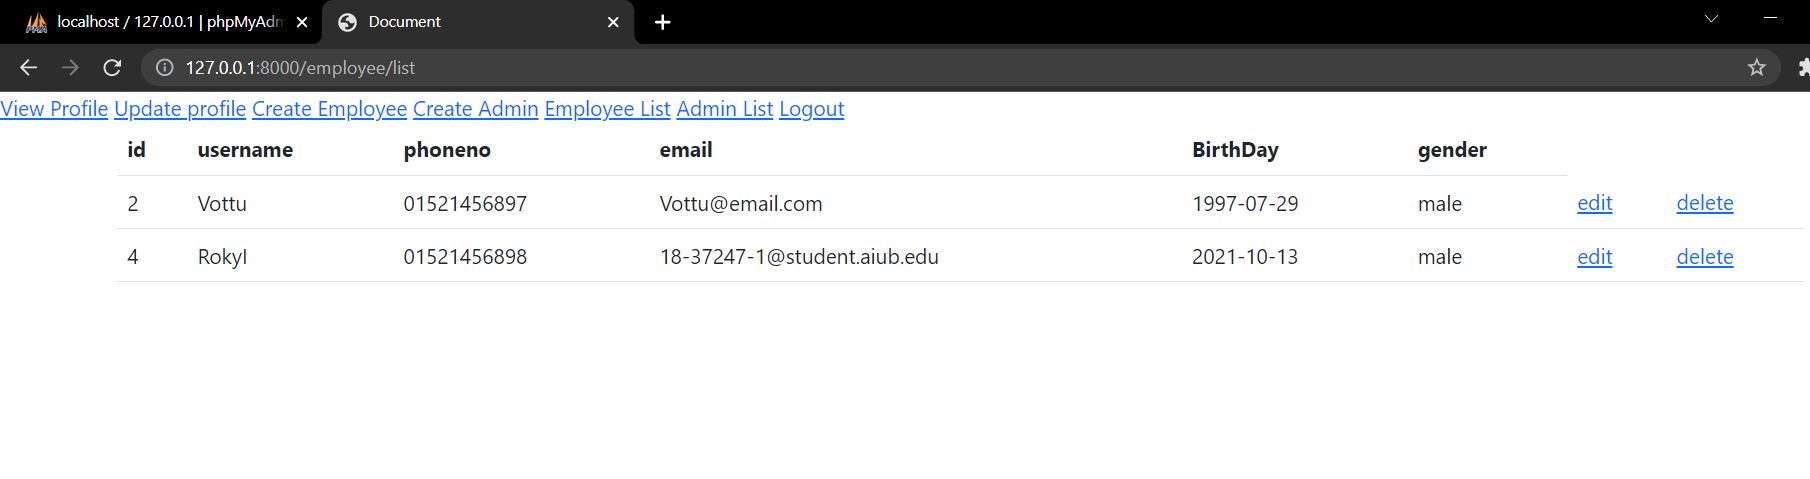 localhost / 127.0.0.1 | phpMyAdm
Document
127.0.0.1:8000/employee/list
View Profile Update profile Create Employee Create Admin Employee List Admin List Logout
id username phoneno email BirthDay gender
2 Vottu 01521456897 Vottu@email.com 1997-07-29 male edit delete
4 RokyI 01521456898 18-37247-1@student.aiub.edu 2021-10-13 male edit delete